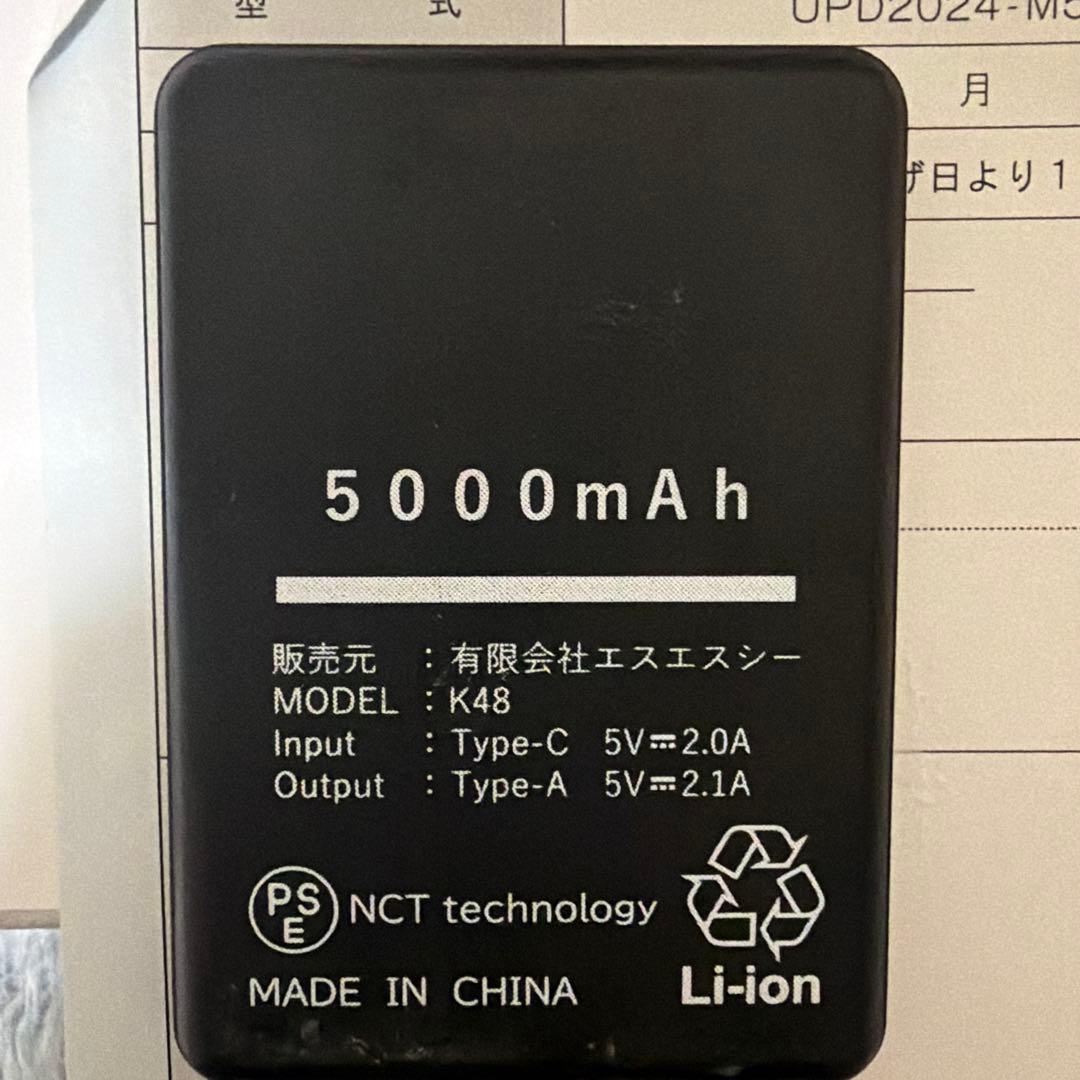 型 式
UPD2024-M5
月
げ日より1
5000mAh
販売元 : 有限会社エスエスシー
MODEL : K48
Input : Type-C 5V⎓2.0A
Output : Type-A 5V⎓2.1A
PSE NCT technology
MADE IN CHINA
Li-ion